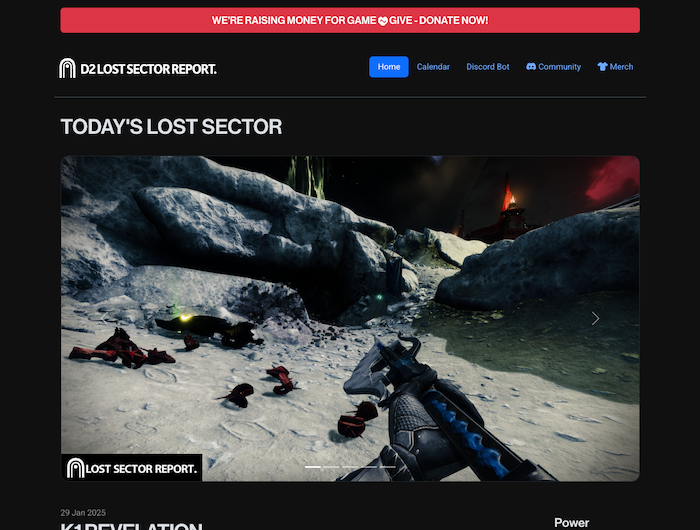 WE'RE RAISING MONEY FOR GAME GIVE - DONATE NOW!
D2 LOST SECTOR REPORT.
Home
Calendar
Discord Bot
Community
Merch
TODAY'S LOST SECTOR
LOST SECTOR REPORT.
29 Jan 2025
K1 REVELATION
Power